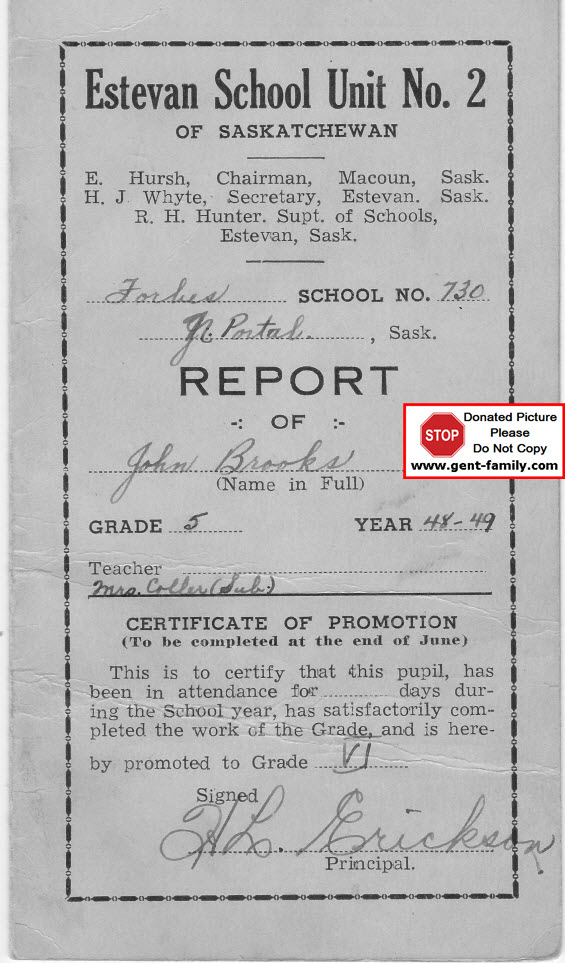 Estevan School Unit No. 2
OF SASKATCHEWAN
E. Hursh, Chairman, Macoun, Sask.
H. J. Whyte, Secretary, Estevan. Sask.
R. H. Hunter. Supt. of Schools,
Estevan, Sask.
Forbes SCHOOL NO. 730
N. Portal. , Sask.
REPORT
-: OF :-
John Brooks
(Name in Full)
STOP
Donated Picture
Please
Do Not Copy
www.gent-family.com
GRADE 5 YEAR 48-49
Teacher
Mrs. Coller (Sub.)
CERTIFICATE OF PROMOTION
(To be completed at the end of June)
This is to certify that this pupil, has
been in attendance for ............ days dur-
ing the School year, has satisfactorily com-
pleted the work of the Grade, and is here-
by promoted to Grade VI
Signed
H L. Erickson
Principal.